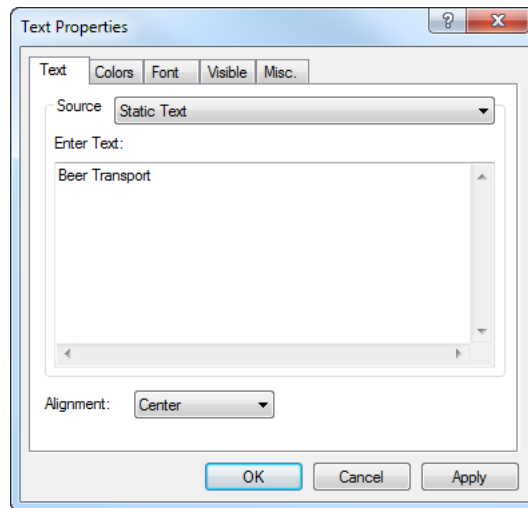 Text Properties
Text Colors Font Visible Misc.
Source Static Text
Enter Text:
Beer Transport
Alignment: Center
OK Cancel Apply